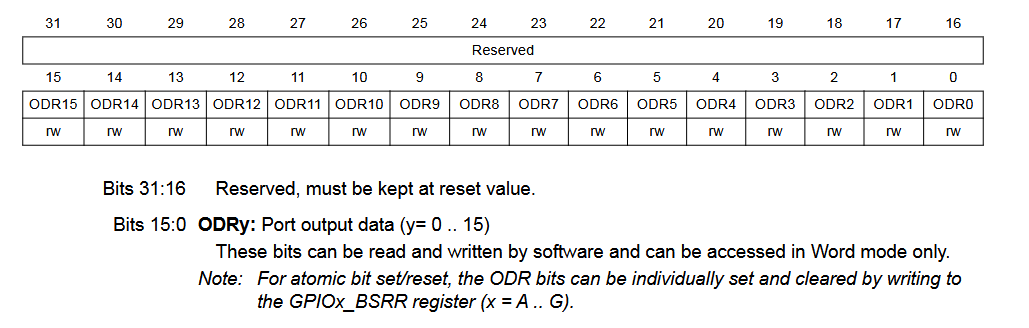 31 30 29 28 27 26 25 24 23 22 21 20 19 18 17 16
Reserved
15 14 13 12 11 10 9 8 7 6 5 4 3 2 1 0
ODR15 ODR14 ODR13 ODR12 ODR11 ODR10 ODR9 ODR8 ODR7 ODR6 ODR5 ODR4 ODR3 ODR2 ODR1 ODR0
rw rw rw rw rw rw rw rw rw rw rw rw rw rw rw rw
Bits 31:16 Reserved, must be kept at reset value.
Bits 15:0 ODRy: Port output data (y= 0 .. 15)
These bits can be read and written by software and can be accessed in Word mode only.
Note: For atomic bit set/reset, the ODR bits can be individually set and cleared by writing to
the GPIOx_BSRR register (x = A .. G).